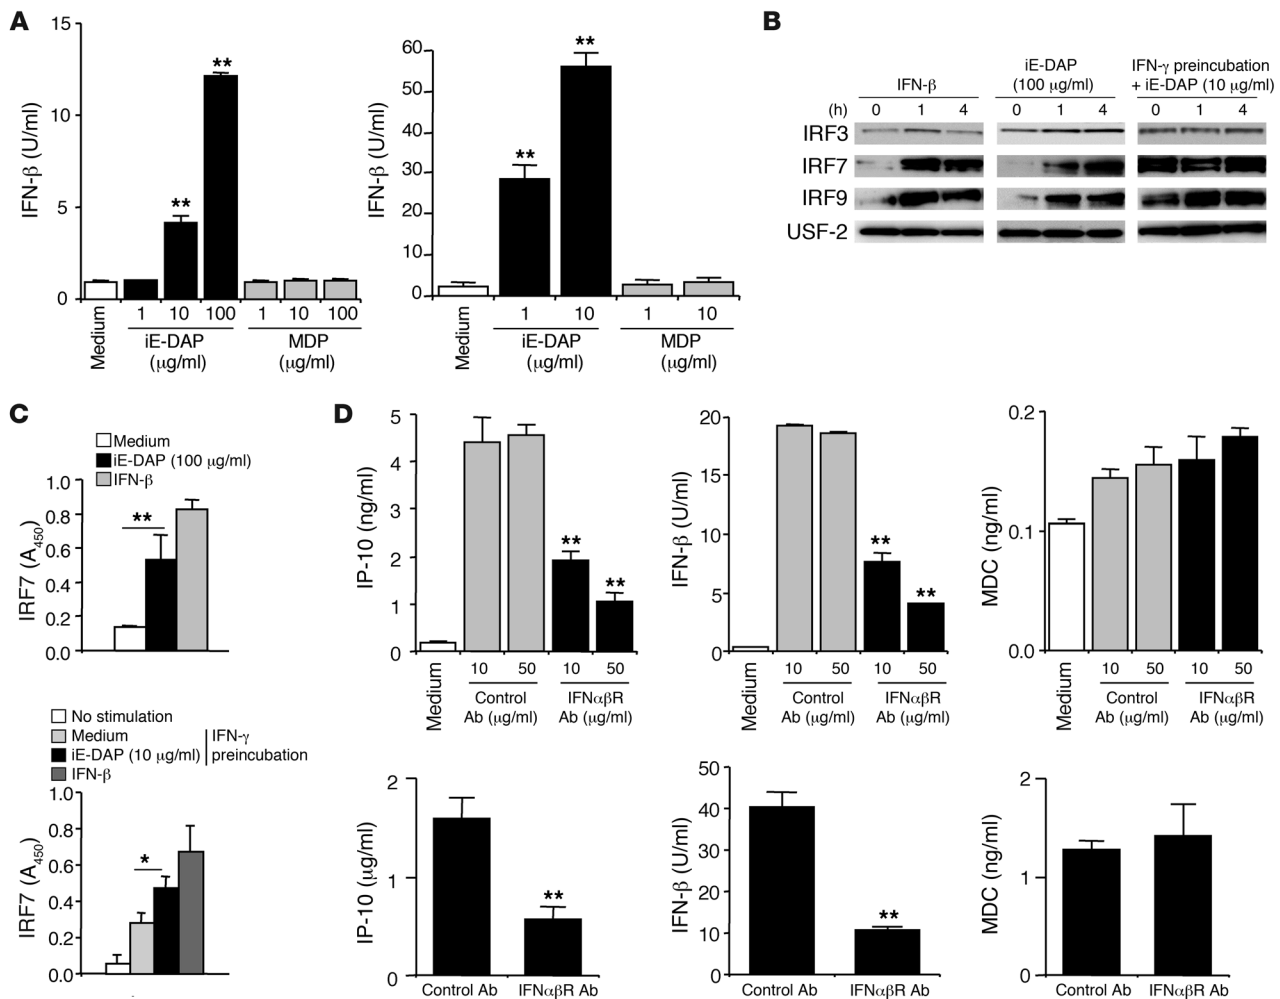 A
15
10
5
0
IFN-β (U/ml)
**
**
Medium
1 10 100
1 10 100
iE-DAP
(μg/ml)
MDP
(μg/ml)
60
50
40
30
20
10
0
IFN-β (U/ml)
**
**
Medium
1 10
1 10
iE-DAP
(μg/ml)
MDP
(μg/ml)
B
IFN-β
iE-DAP
(100 μg/ml)
IFN-γ preincubation
+ iE-DAP (10 μg/ml)
(h) 0 1 4 0 1 4 0 1 4
IRF3
IRF7
IRF9
USF-2
C
Medium
iE-DAP (100 μg/ml)
IFN-β
1.0
0.8
0.6
0.4
0.2
0.0
IRF7 (A450)
**
No stimulation
Medium
iE-DAP (10 μg/ml)
IFN-β
IFN-γ
preincubation
1.0
0.8
0.6
0.4
0.2
0.0
IRF7 (A450)
*
D
5
4
3
2
1
0
IP-10 (ng/ml)
**
**
Medium
10 50 10 50
Control
Ab (μg/ml)
IFNαβR
Ab (μg/ml)
20
15
10
5
0
IFN-β (U/ml)
**
**
Medium
10 50 10 50
Control
Ab (μg/ml)
IFNαβR
Ab (μg/ml)
0.2
0.1
0.0
MDC (ng/ml)
Medium
10 50 10 50
Control
Ab (μg/ml)
IFNαβR
Ab (μg/ml)
2
1
0
IP-10 (μg/ml)
**
Control Ab IFNαβR Ab
50
40
30
20
10
0
IFN-β (U/ml)
**
Control Ab IFNαβR Ab
2
1
0
MDC (ng/ml)
Control Ab IFNαβR Ab